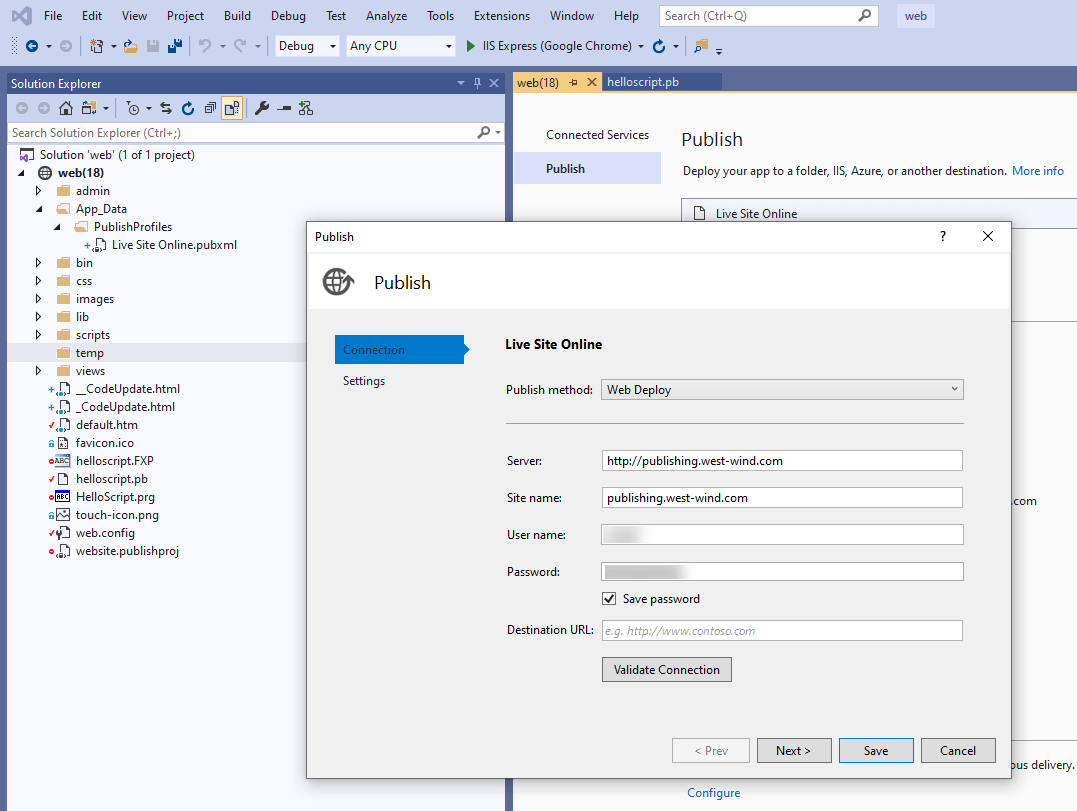 File Edit View Project Build Debug Test Analyze Tools Extensions Window Help Search (Ctrl+Q) web
Debug Any CPU IIS Express (Google Chrome)
Solution Explorer
Search Solution Explorer (Ctrl+;)
Solution 'web' (1 of 1 project)
web(18)
admin
App_Data
PublishProfiles
Live Site Online.pubxml
bin
css
images
lib
scripts
temp
views
__CodeUpdate.html
_CodeUpdate.html
default.htm
favicon.ico
ABC helloscript.FXP
helloscript.pb
ABC HelloScript.prg
touch-icon.png
web.config
website.publishproj
web(18) helloscript.pb
Connected Services
Publish
Publish
Deploy your app to a folder, IIS, Azure, or another destination. More info
Live Site Online
Publish ?
Publish
Connection
Settings
Live Site Online
Publish method: Web Deploy
Server: http://publishing.west-wind.com
Site name: publishing.west-wind.com
User name:
Password:
Save password
Destination URL: e.g. http://www.contoso.com
Validate Connection
< Prev Next > Save Cancel
.com
ous delivery.
Configure